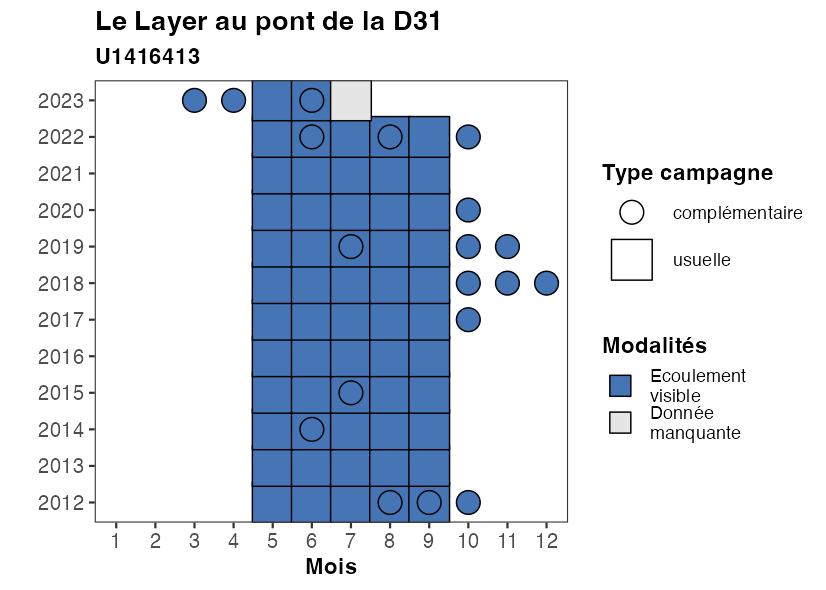 Le Layer au pont de la D31
U1416413
2023
2022
2021
2020
2019
2018
2017
2016
2015
2014
2013
2012
1 2 3 4 5 6 7 8 9 10 11 12
Mois
Type campagne
complémentaire
usuelle
Modalités
Ecoulement
visible
Donnée
manquante